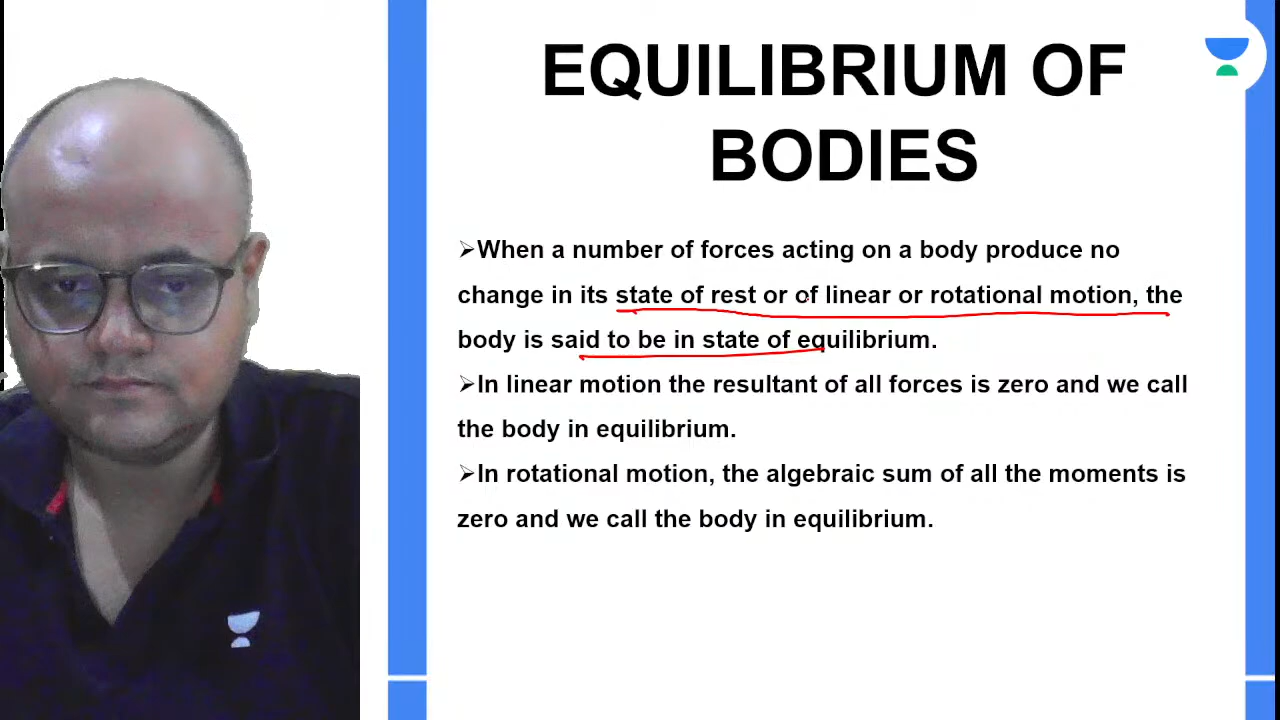 EQUILIBRIUM OF
BODIES
➢When a number of forces acting on a body produce no
change in its state of rest or of linear or rotational motion, the
body is said to be in state of equilibrium.
➢In linear motion the resultant of all forces is zero and we call
the body in equilibrium.
➢In rotational motion, the algebraic sum of all the moments is
zero and we call the body in equilibrium.